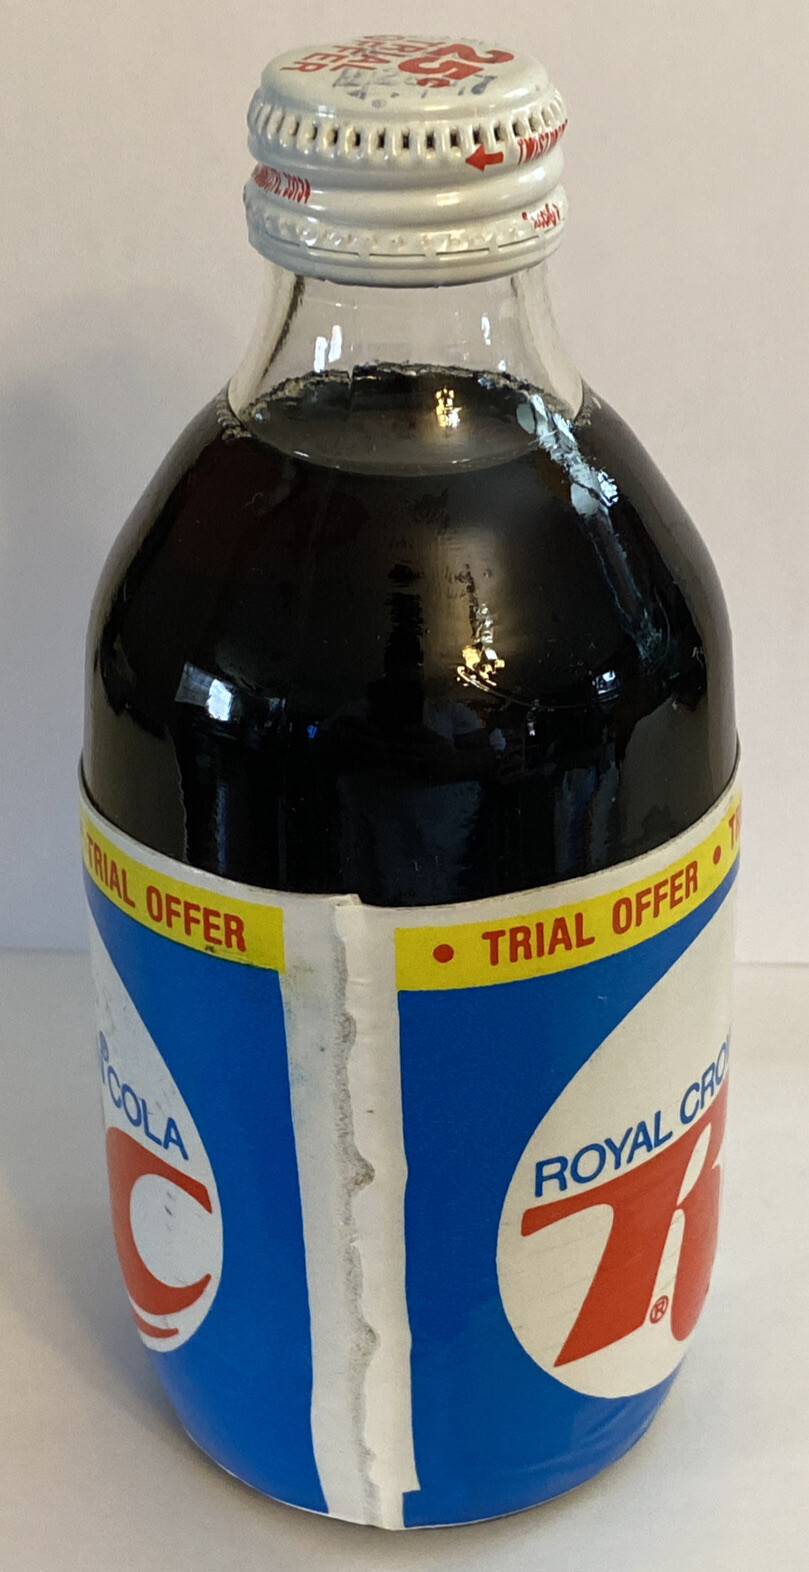 25¢
TRIAL
OFFER
TRIAL OFFER
• TRIAL OFFER •
COLA
C
ROYAL CRO
R
®